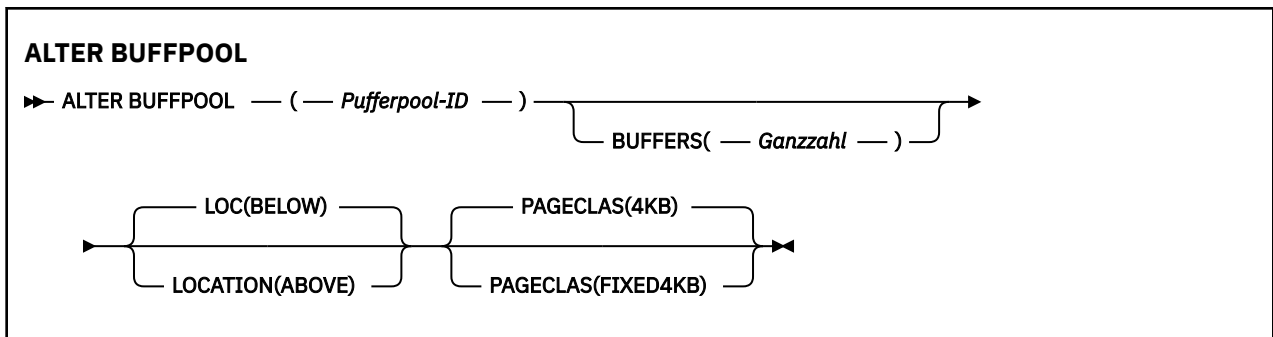 ALTER BUFFPOOL
ALTER BUFFPOOL ( Pufferpool-ID )
BUFFERS( Ganzzahl )
LOC(BELOW) PAGECLAS(4KB)
LOCATION(ABOVE) PAGECLAS(FIXED4KB)